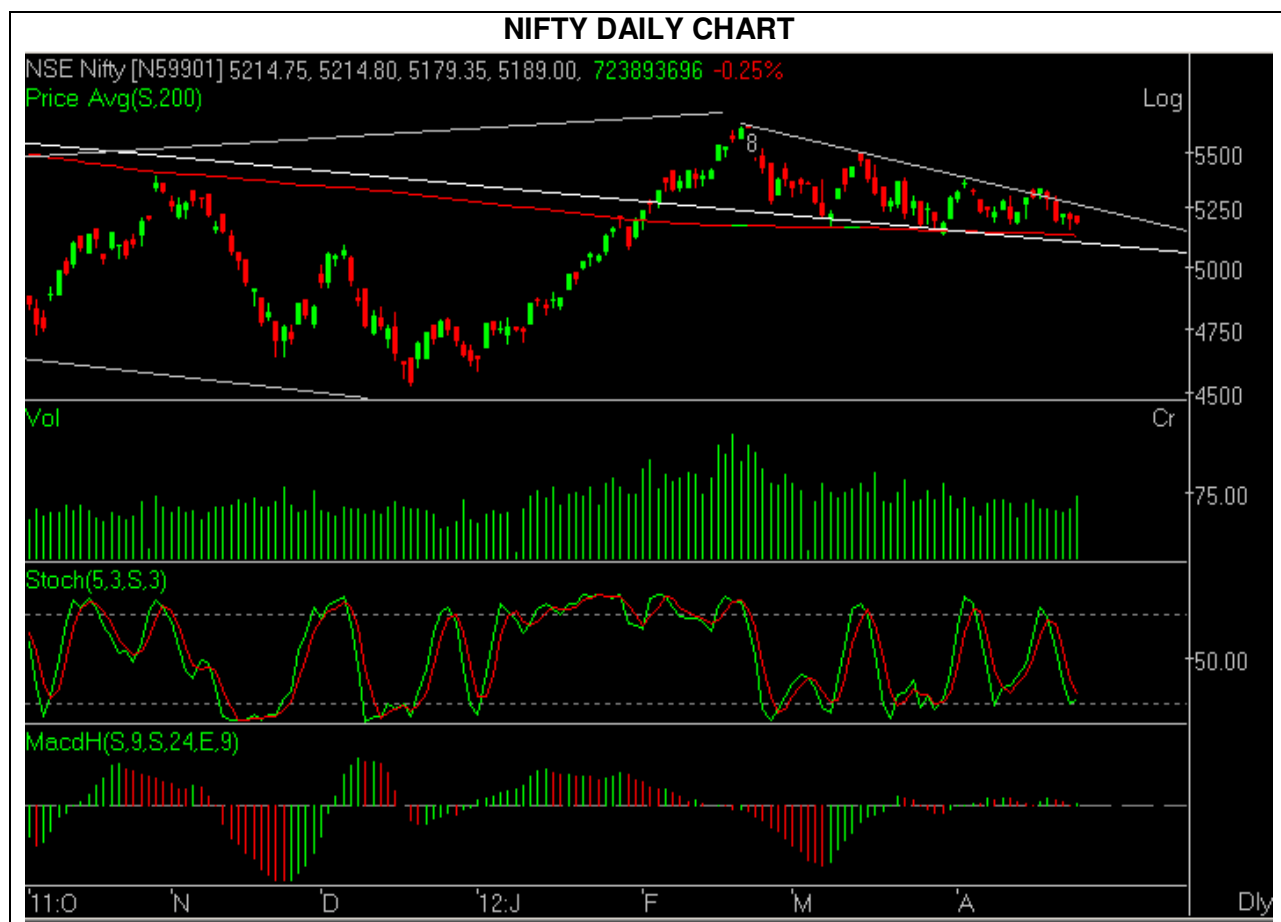 NIFTY DAILY CHART
NSE Nifty [N59901] 5214.75, 5214.80, 5179.35, 5189.00, 723893696 -0.25%
Price Avg(S,200)
Log
8
5500
5250
5000
4750
4500
Vol
Cr
75.00
Stoch(5,3,S,3)
50.00
MacdH(S,9,S,24,E,9)
'11:O 'N 'D '12:J 'F 'M 'A Dly